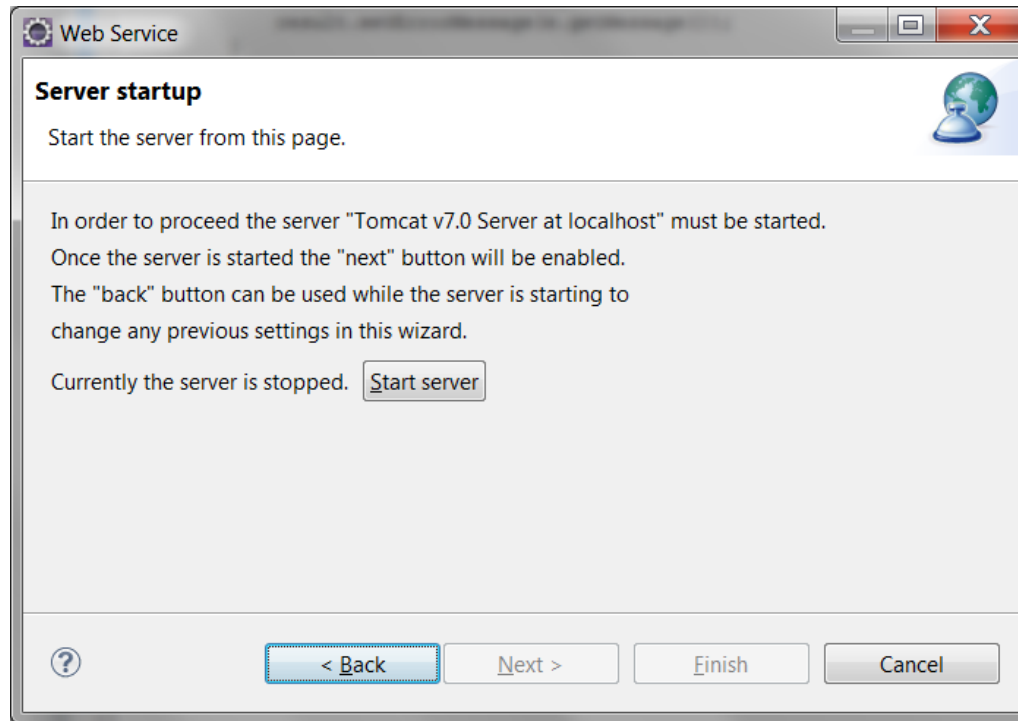 Web Service
Server startup
Start the server from this page.
In order to proceed the server "Tomcat v7.0 Server at localhost" must be started.
Once the server is started the "next" button will be enabled.
The "back" button can be used while the server is starting to
change any previous settings in this wizard.
Currently the server is stopped. Start server
? < Back Next > Finish Cancel